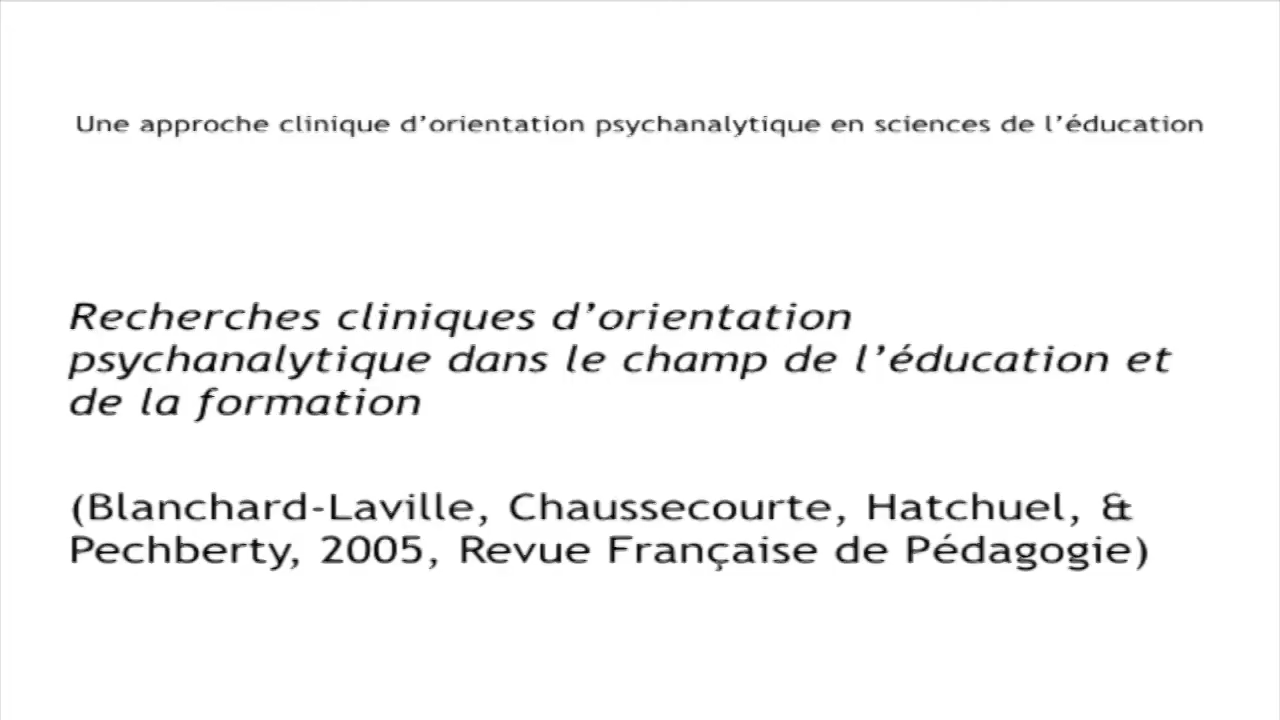 Une approche clinique d’orientation psychanalytique en sciences de l’éducation
Recherches cliniques d’orientation
psychanalytique dans le champ de l’éducation et
de la formation
(Blanchard-Laville, Chaussecourte, Hatchuel, &
Pechberty, 2005, Revue Française de Pédagogie)